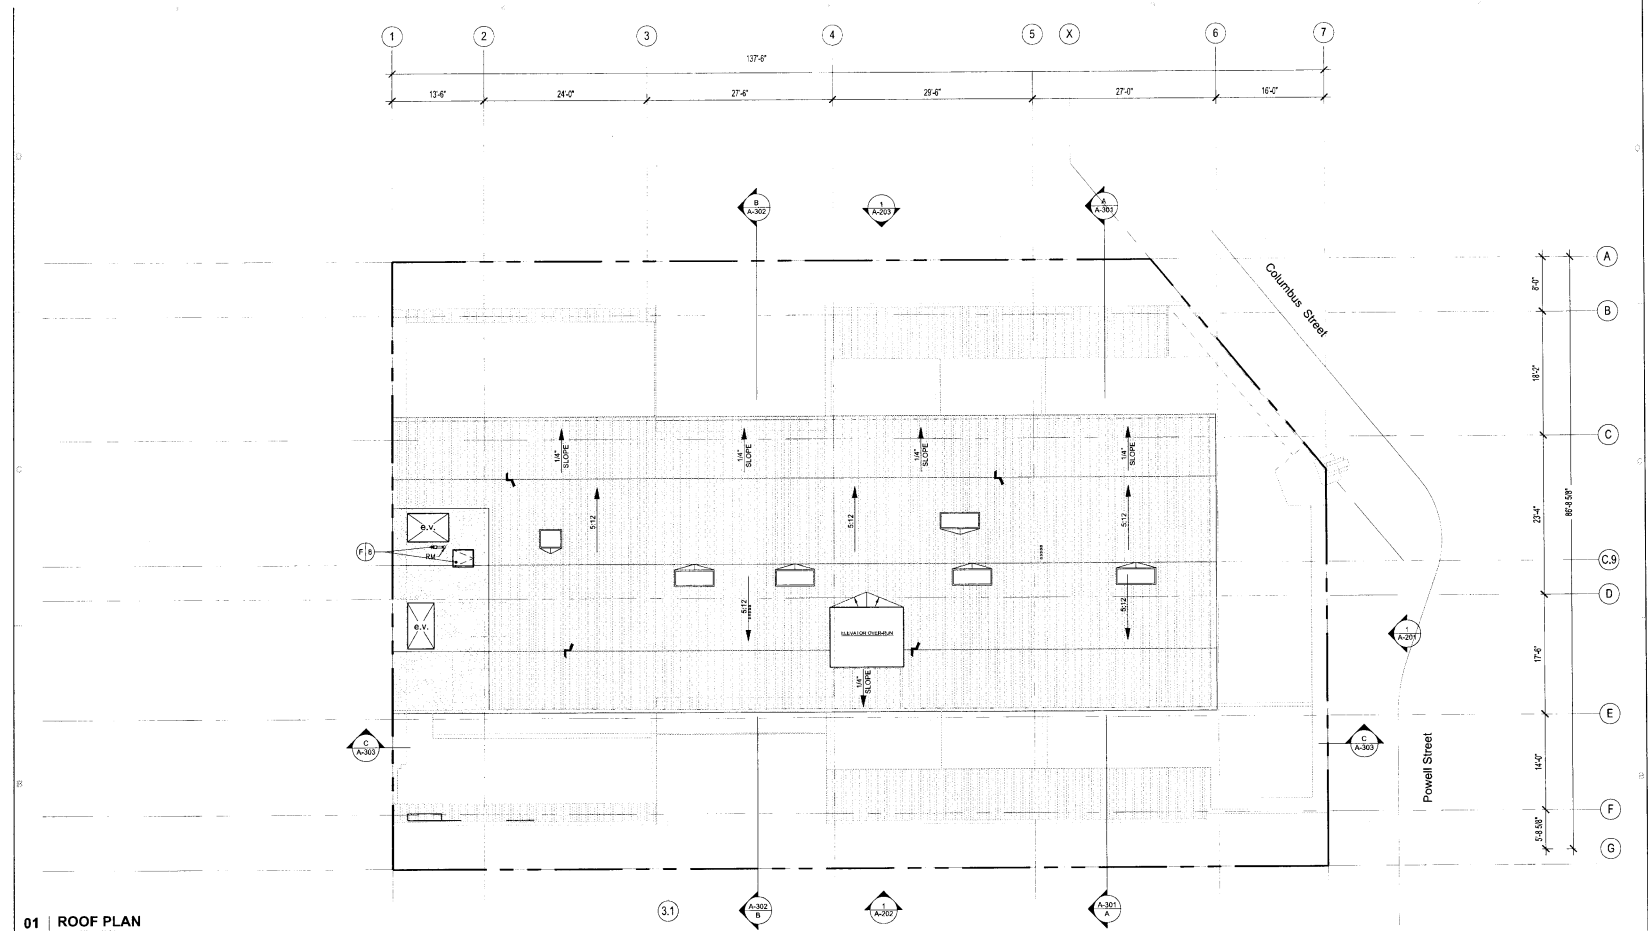 1 2 3 4 5 X 6 7
137'-6"
13'-6" 24'-0" 27'-6" 29'-6" 27'-0" 16'-0"
B
A-302
1
A-203
A
A-301
A
Columbus Street
8'-0"
B
18'-2"
C
1/4"
SLOPE
1/4"
SLOPE
1/4"
SLOPE
1/4"
SLOPE
86'-8 5/8"
23'-4"
5:12
5:12
5:12
e.v.
F.8
RM
C.9
D
5:12
5:12
e.v.
ELEVATOR OVER-RUN
1
A-201
17'-6"
1/4"
SLOPE
E
C
A-303
C
A-303
Powell Street
14'-0"
F
5'-8 5/8"
G
3.1
A-302
B
1
A-202
A-301
A
01 | ROOF PLAN